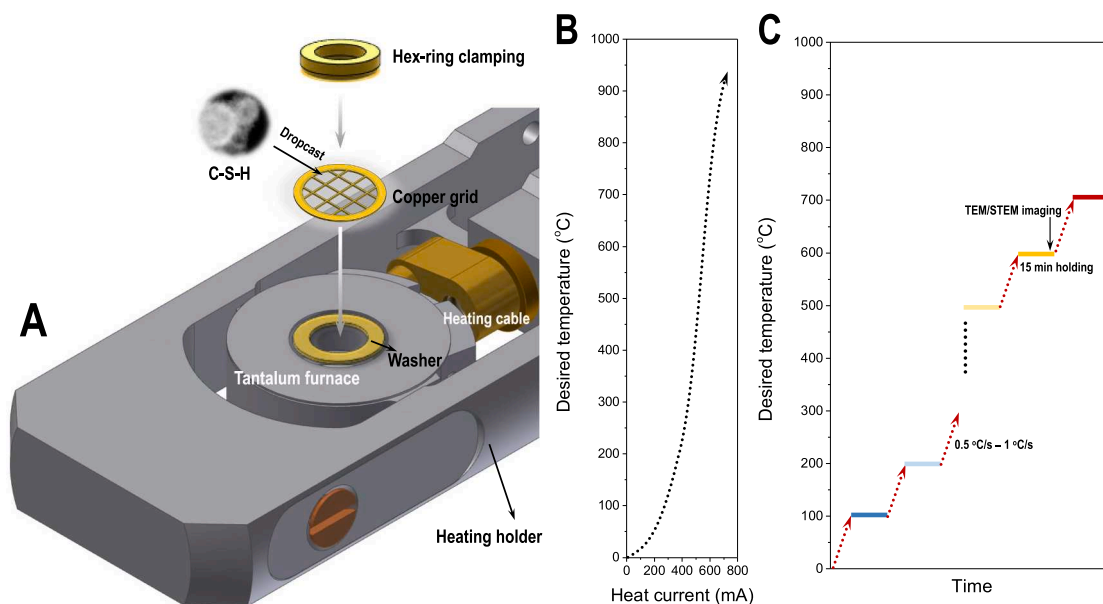 A
Hex-ring clamping
Dropcast
C-S-H
Copper grid
Heating cable
Washer
Tantalum furnace
Heating holder
B
Desired temperature (°C)
1000
900
800
700
600
500
400
300
200
100
0
0 200 400 600 800
Heat current (mA)
C
Desired temperature (°C)
1000
900
800
700
600
500
400
300
200
100
0
TEM/STEM imaging
15 min holding
0.5 °C/s – 1 °C/s
Time